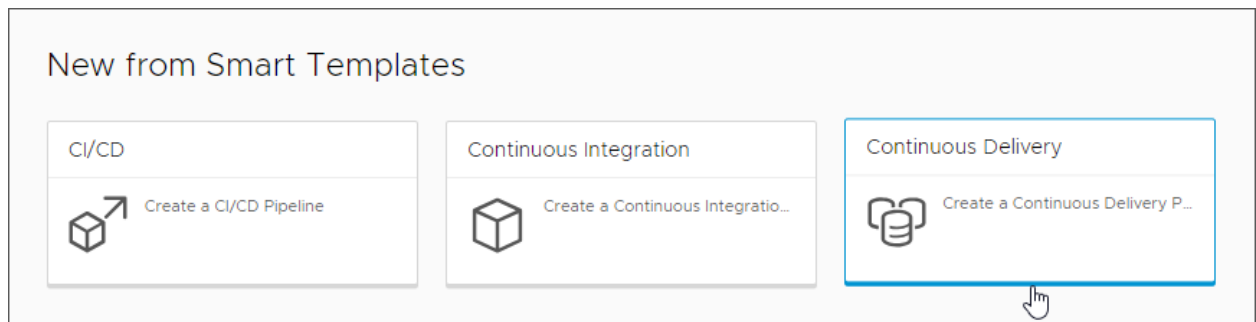 New from Smart Templates
CI/CD
Create a CI/CD Pipeline
Continuous Integration
Create a Continuous Integratio...
Continuous Delivery
Create a Continuous Delivery P...